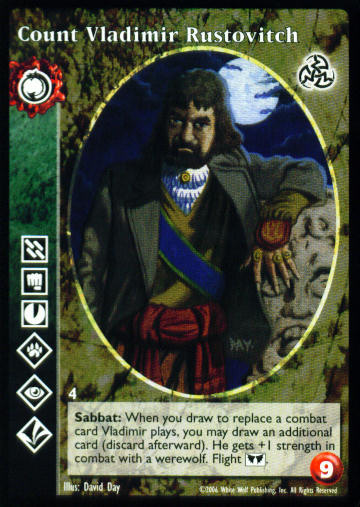 Count Vladimir Rustovitch
DAY
4
Sabbat: When you draw to replace a combat
card Vladimir plays, you may draw an additional
card (discard afterward). He gets +1 strength in
combat with a werewolf. Flight
9
Illus: David Day
©2006 White Wolf Publishing, Inc. All Rights Reserved